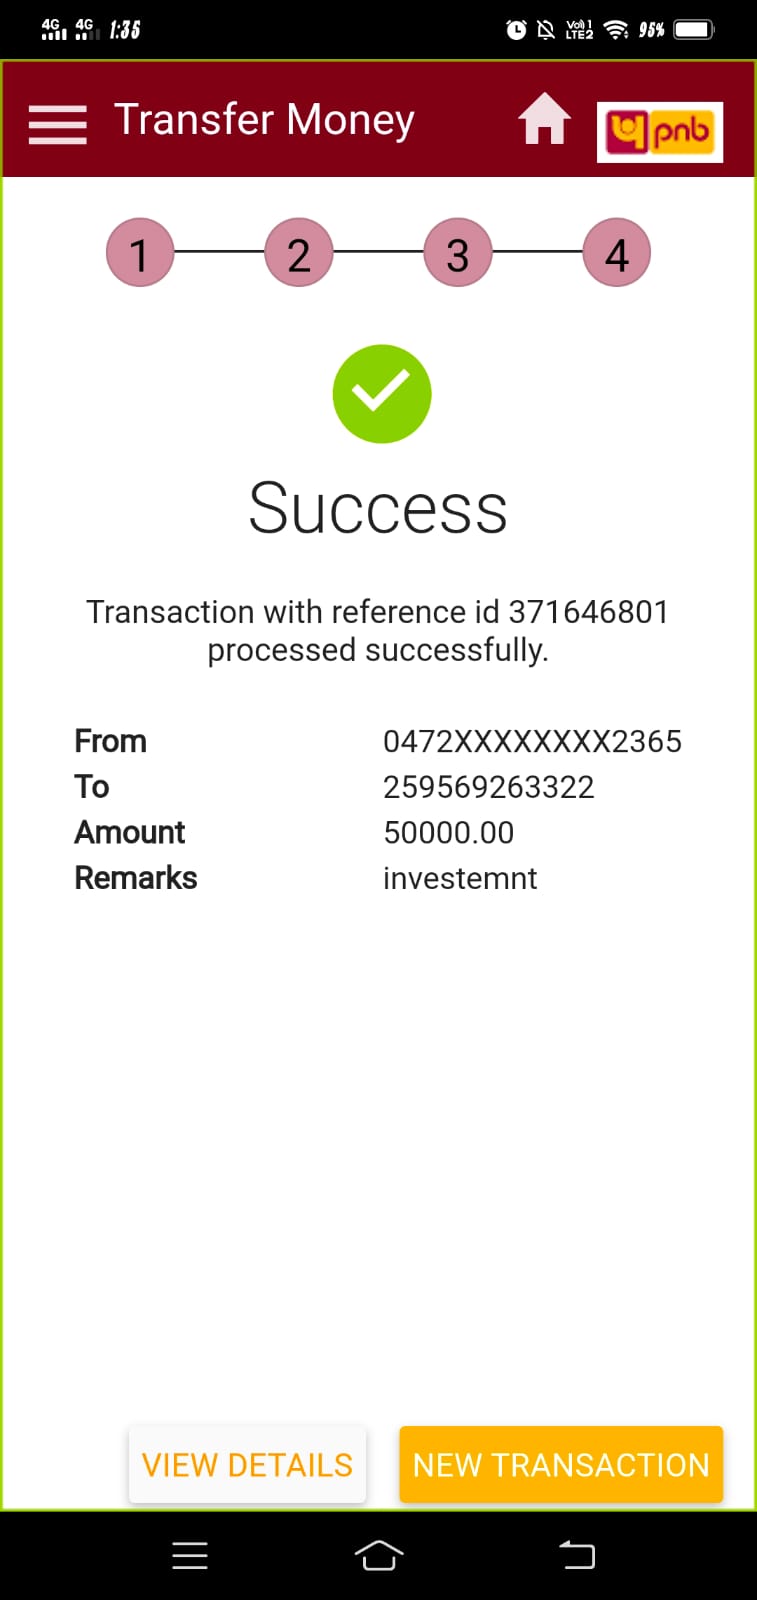 4G 4G 1:35 Vo)) 1 LTE2 95%
Transfer Money pnb
1 2 3 4
Success
Transaction with reference id 371646801
processed successfully.
From 0472XXXXXXXX2365
To 259569263322
Amount 50000.00
Remarks investemnt
VIEW DETAILS NEW TRANSACTION